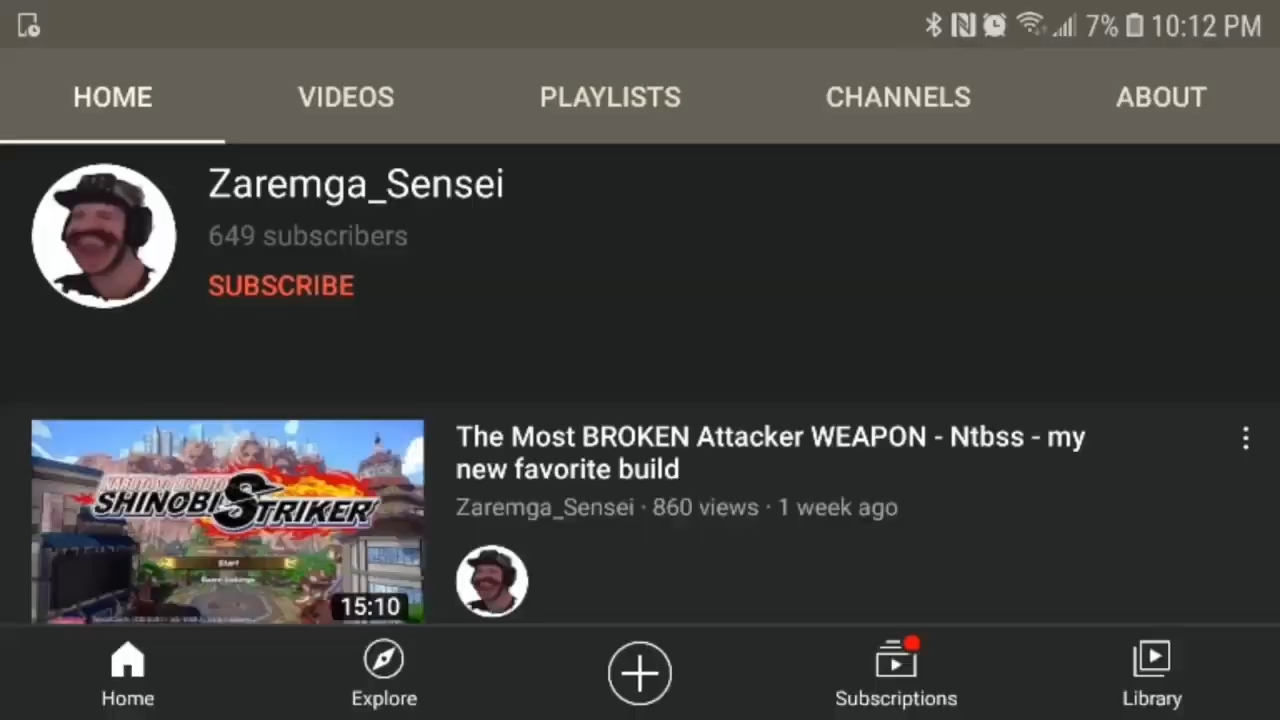 7% 10:12 PM
HOME VIDEOS PLAYLISTS CHANNELS ABOUT
Zaremga_Sensei
649 subscribers
SUBSCRIBE
The Most BROKEN Attacker WEAPON - Ntbss - my
new favorite build
Zaremga_Sensei · 860 views · 1 week ago
SHINOBI STRIKER
Start
15:10
Home Explore Subscriptions Library